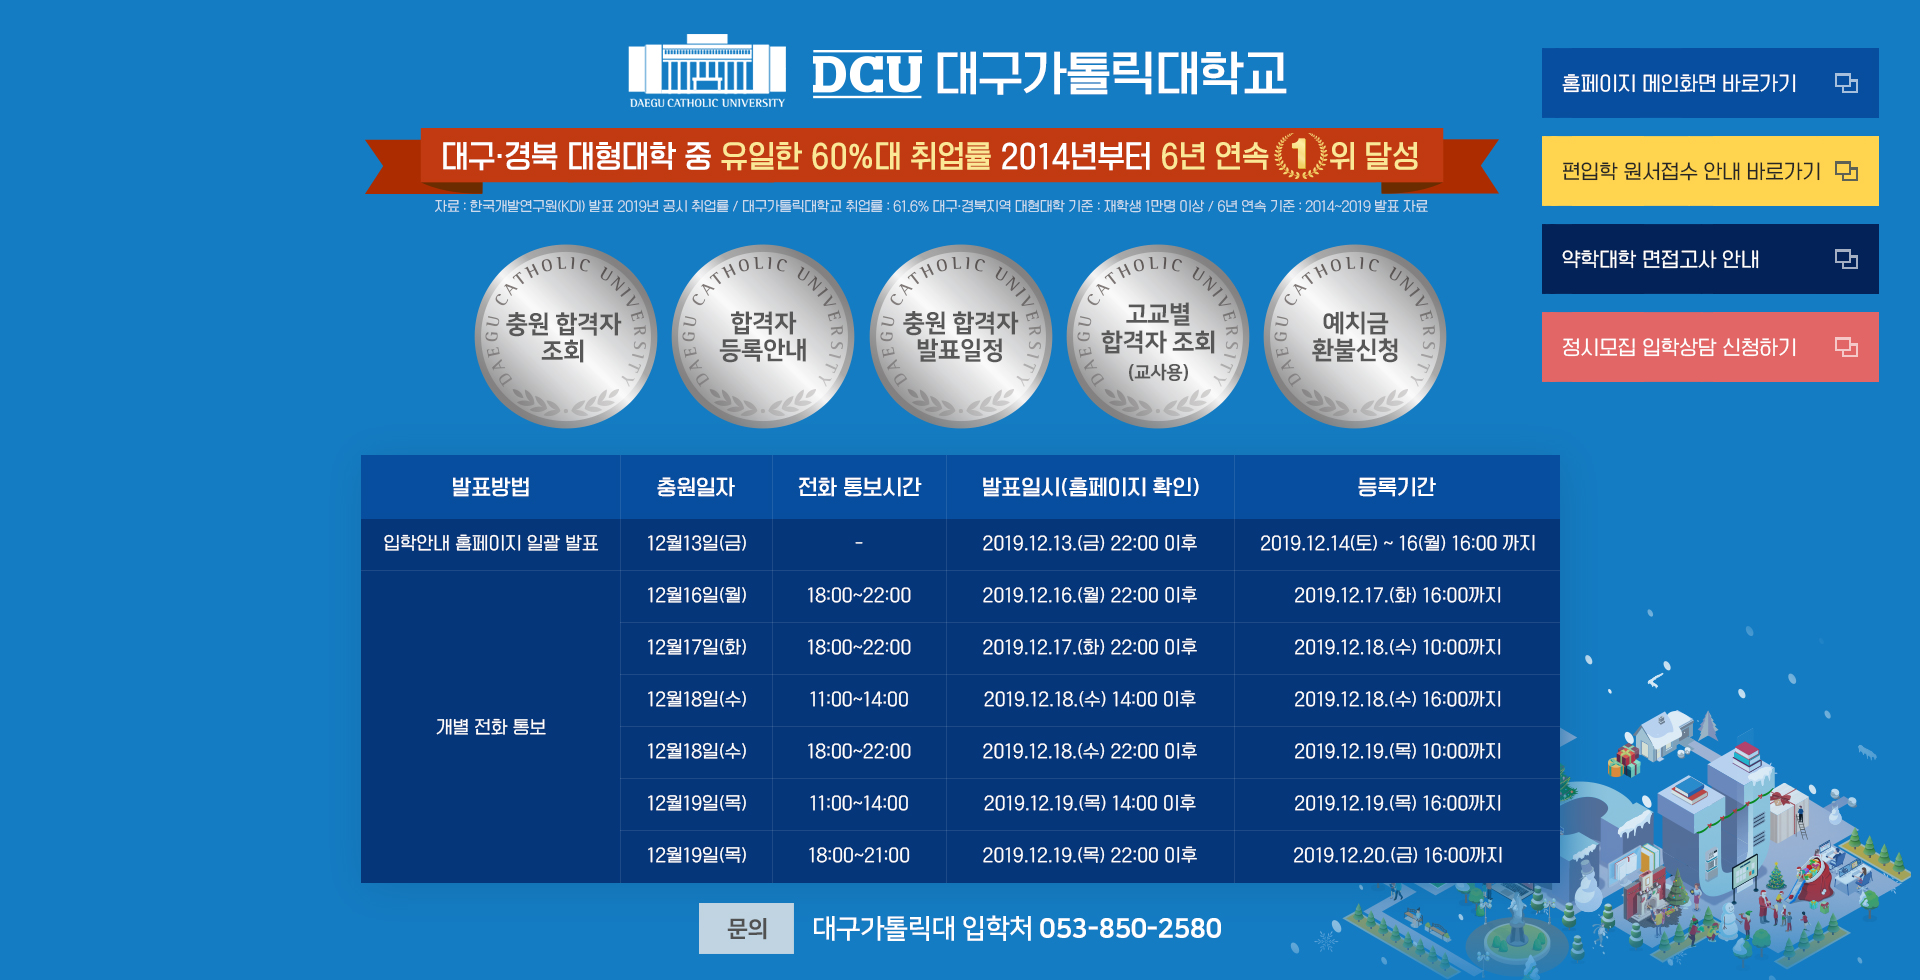 DAEGU CATHOLIC UNIVERSITY
DCU 대구가톨릭대학교
대구·경북 대형대학 중 유일한 60%대 취업률 2014년부터 6년 연속 1위 달성
자료 : 한국개발연구원(KDI) 발표 2019년 공시 취업률 / 대구가톨릭대학교 취업률 : 61.6% 대구·경북지역 대형대학 기준 : 재학생 1만명 이상 / 6년 연속 기준 : 2014~2019 발표 자료
홈페이지 메인화면 바로가기
편입학 원서접수 안내 바로가기
약학대학 면접고사 안내
정시모집 입학상담 신청하기
DAEGU CATHOLIC UNIVERSITY
충원 합격자
조회
DAEGU CATHOLIC UNIVERSITY
합격자
등록안내
DAEGU CATHOLIC UNIVERSITY
충원 합격자
발표일정
DAEGU CATHOLIC UNIVERSITY
고교별
합격자 조회
(교사용)
DAEGU CATHOLIC UNIVERSITY
예치금
환불신청
발표방법 충원일자 전화 통보시간 발표일시(홈페이지 확인) 등록기간
입학안내 홈페이지 일괄 발표 12월13일(금) - 2019.12.13.(금) 22:00 이후 2019.12.14(토) ~ 16(월) 16:00 까지
개별 전화 통보
12월16일(월) 18:00~22:00 2019.12.16.(월) 22:00 이후 2019.12.17.(화) 16:00까지
12월17일(화) 18:00~22:00 2019.12.17.(화) 22:00 이후 2019.12.18.(수) 10:00까지
12월18일(수) 11:00~14:00 2019.12.18.(수) 14:00 이후 2019.12.18.(수) 16:00까지
12월18일(수) 18:00~22:00 2019.12.18.(수) 22:00 이후 2019.12.19.(목) 10:00까지
12월19일(목) 11:00~14:00 2019.12.19.(목) 14:00 이후 2019.12.19.(목) 16:00까지
12월19일(목) 18:00~21:00 2019.12.19.(목) 22:00 이후 2019.12.20.(금) 16:00까지
문의 대구가톨릭대 입학처 053-850-2580